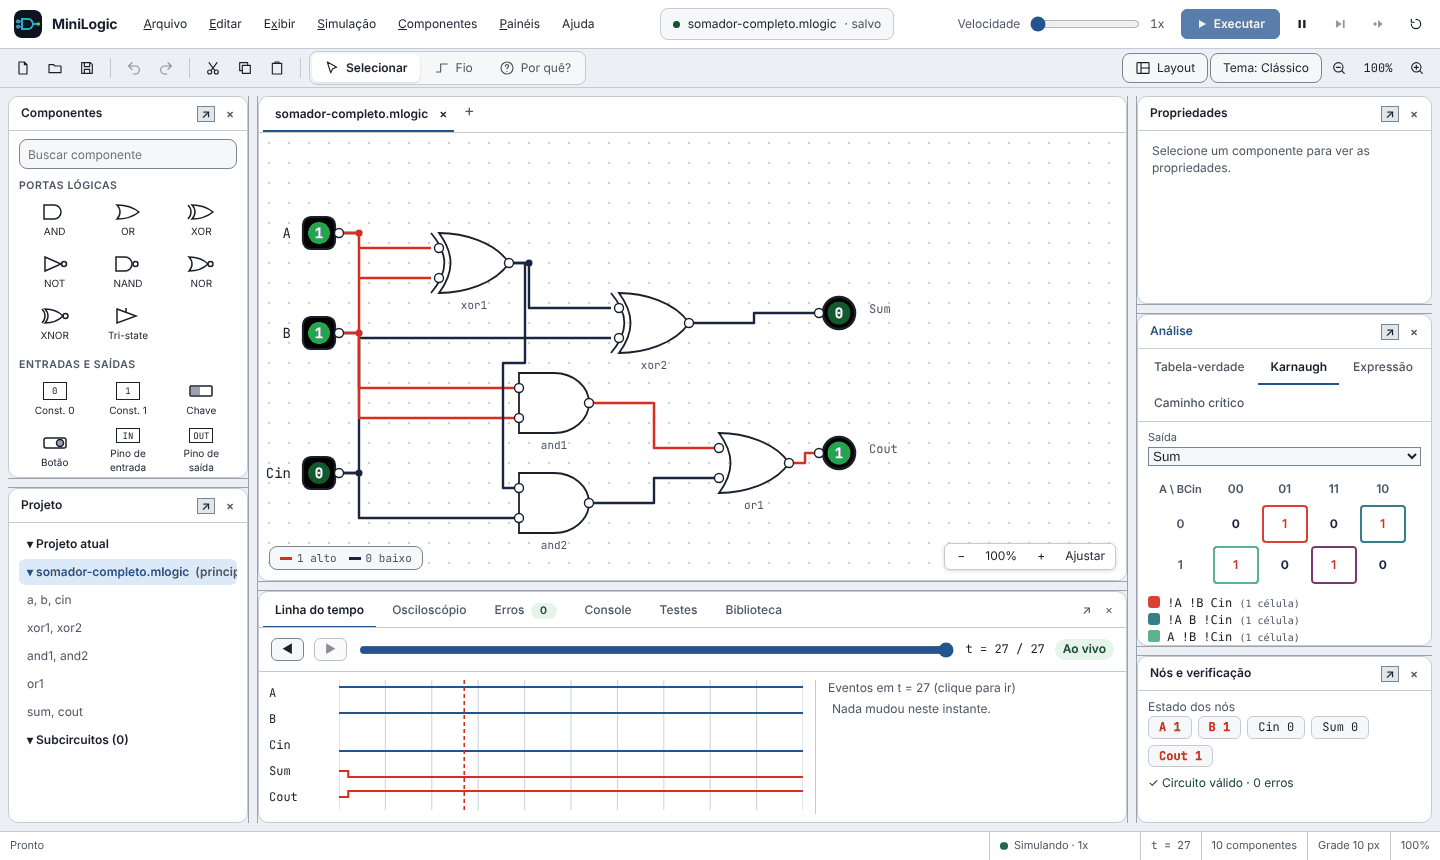 MiniLogic
Arquivo Editar Exibir Simulação Componentes Painéis Ajuda
somador-completo.mlogic · salvo
Velocidade 1x Executar
Selecionar Fio Por quê?
Layout Tema: Clássico 100%
Componentes ×
Buscar componente
PORTAS LÓGICAS
AND OR XOR
NOT NAND NOR
XNOR Tri-state
ENTRADAS E SAÍDAS
0 1
Const. 0 Const. 1 Chave
IN OUT
Botão Pino de entrada Pino de saída
Projeto ×
▾ Projeto atual
▾ somador-completo.mlogic (princip
a, b, cin
xor1, xor2
and1, and2
or1
sum, cout
▾ Subcircuitos (0)
somador-completo.mlogic × +
A 1
xor1
B 1
0 Sum
xor2
and1
Cin 0
1 Cout
or1
and2
1 alto 0 baixo
− 100% + Ajustar
Linha do tempo Osciloscópio Erros 0 Console Testes Biblioteca ×
t = 27 / 27 Ao vivo
A
B
Cin
Sum
Cout
Eventos em t = 27 (clique para ir)
Nada mudou neste instante.
Propriedades ×
Selecione um componente para ver as
propriedades.
Análise ×
Tabela-verdade Karnaugh Expressão
Caminho crítico
Saída
Sum
A \ BCin 00 01 11 10
0 0 1 0 1
1 1 0 1 0
!A !B Cin (1 célula)
!A B !Cin (1 célula)
A !B !Cin (1 célula)
Nós e verificação ×
Estado dos nós
A 1 B 1 Cin 0 Sum 0
Cout 1
✓ Circuito válido · 0 erros
Pronto
Simulando · 1x t = 27 10 componentes Grade 10 px 100%